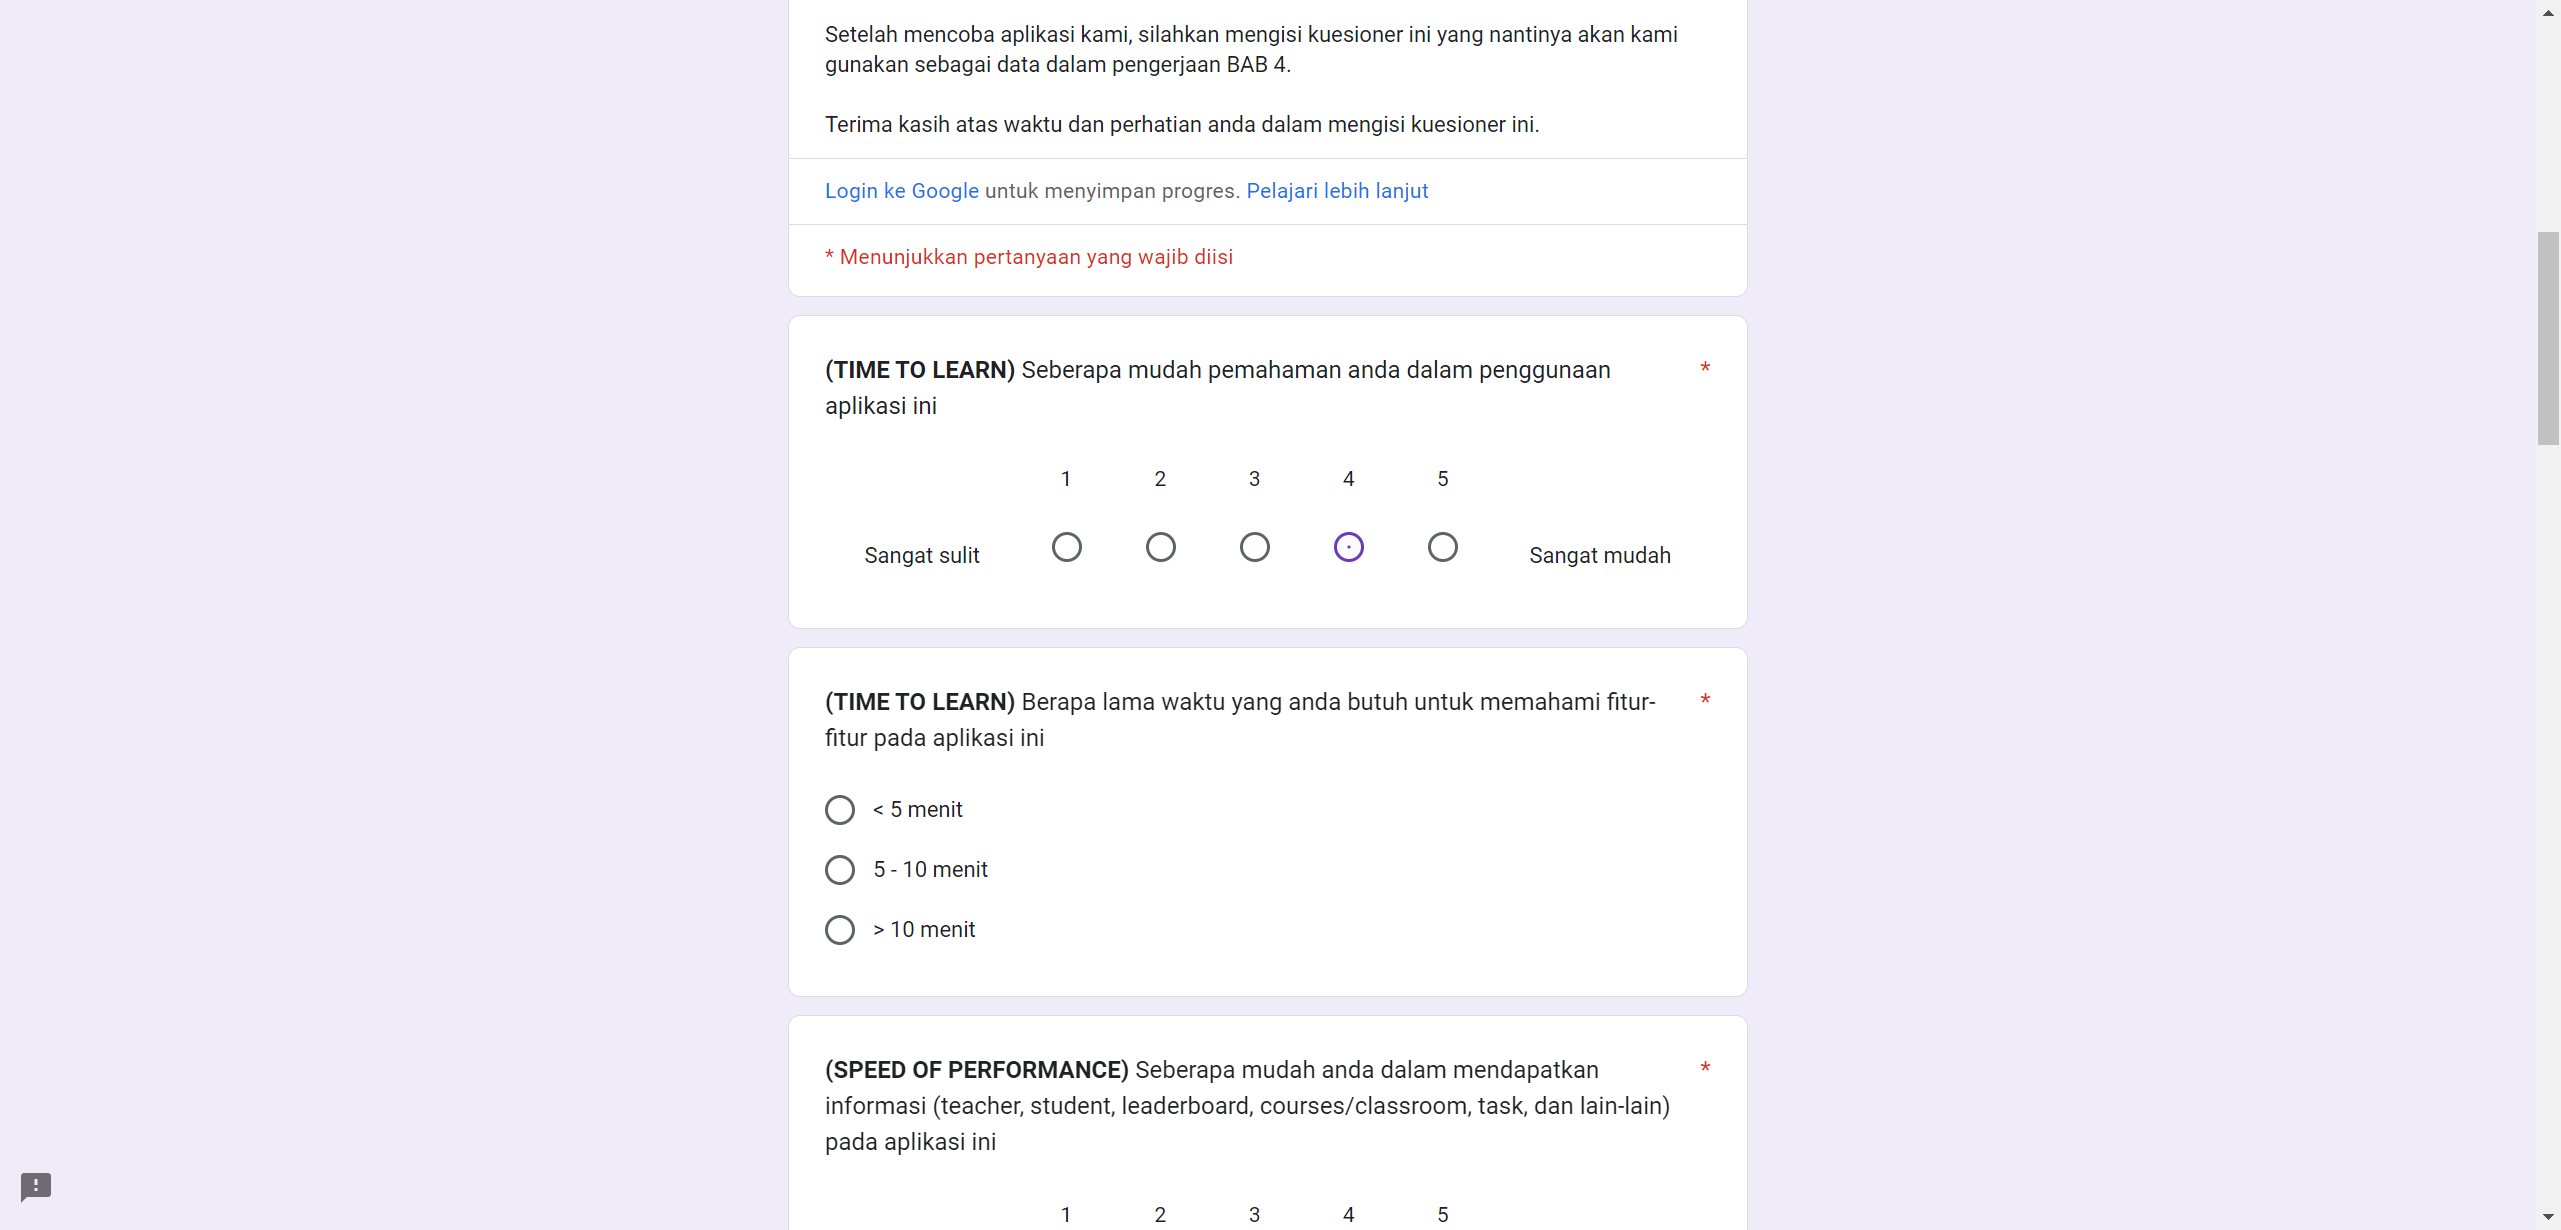 Setelah mencoba aplikasi kami, silahkan mengisi kuesioner ini yang nantinya akan kami
gunakan sebagai data dalam pengerjaan BAB 4.
Terima kasih atas waktu dan perhatian anda dalam mengisi kuesioner ini.
Login ke Google untuk menyimpan progres. Pelajari lebih lanjut
* Menunjukkan pertanyaan yang wajib diisi
(TIME TO LEARN) Seberapa mudah pemahaman anda dalam penggunaan *
aplikasi ini
1 2 3 4 5
Sangat sulit Sangat mudah
(TIME TO LEARN) Berapa lama waktu yang anda butuh untuk memahami fitur- *
fitur pada aplikasi ini
< 5 menit
5 - 10 menit
> 10 menit
(SPEED OF PERFORMANCE) Seberapa mudah anda dalam mendapatkan *
informasi (teacher, student, leaderboard, courses/classroom, task, dan lain-lain)
pada aplikasi ini
1 2 3 4 5